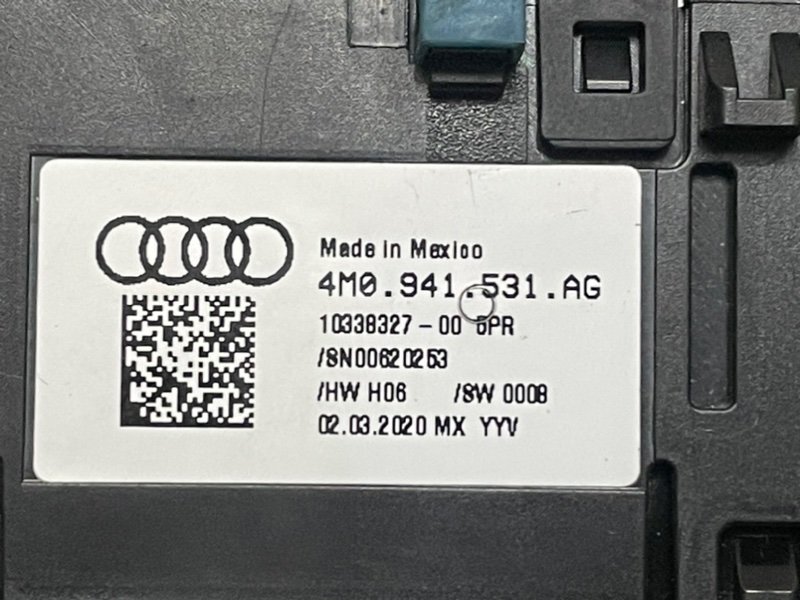 Made in Mexico
4M0.941.531.AG
10338327-00 5PR
/SN00620253
/HW H06 /SW 0008
02.03.2020 MX YYV